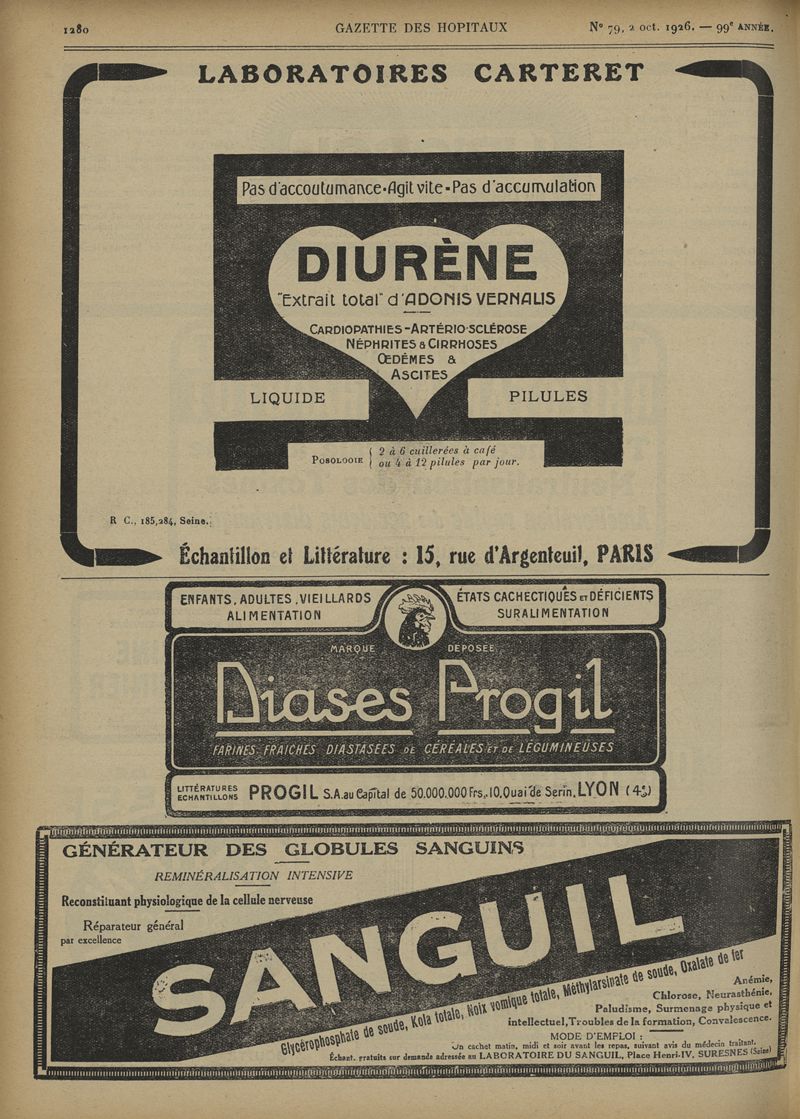 1280
GAZETTE DES HOPITAUX
N° 79, 2 oct. 1926. — 99e ANNÉE.
LABORATOIRES CARTERET
Pas d'accoutumance-Agit vite-Pas d'accumulation
DIURÈNE
"Extrait total" d'ADONIS VERNALIS
CARDIOPATHIES-ARTÉRIO-SCLÉROSE
NÉPHRITES & CIRRHOSES
ŒDÈMES &
ASCITES
LIQUIDE
PILULES
POSOLOGIE
2 à 6 cuillerées à café
ou 4 à 12 pilules par jour.
R C., 185,284, Seine.
Échantillon et Littérature : 15, rue d'Argenteuil, PARIS
ENFANTS, ADULTES, VIEILLARDS
ALIMENTATION
ÉTATS CACHECTIQUES ET DÉFICIENTS
SURALIMENTATION
MARQUE DEPOSEE
Diases Progil
FARINES FRAICHES DIASTASÉES DE CÉRÉALES ET DE LÉGUMINEUSES
LITTÉRATURES
ECHANTILLONS
PROGIL S.A. au Capital de 50.000.000 Frs., 10, Quai de Serin, LYON (4e)
GÉNÉRATEUR DES GLOBULES SANGUINS
REMINÉRALISATION INTENSIVE
Reconstituant physiologique de la cellule nerveuse
Réparateur général
par excellence
SANGUIL
Glycérophosphate de soude, Kola totale, Noix vomique totale, Méthylarsinate de soude, Oxalate de fer
Anémie,
Chlorose, Neurasthénie,
Paludisme, Surmenage physique et
intellectuel, Troubles de la formation, Convalescence.
MODE D'EMPLOI :
Un cachet matin, midi et soir avant les repas, suivant avis du médecin traitant.
Échant. gratuits sur demande adressée au LABORATOIRE DU SANGUIL, Place Henri-IV, SURESNES (Seine)